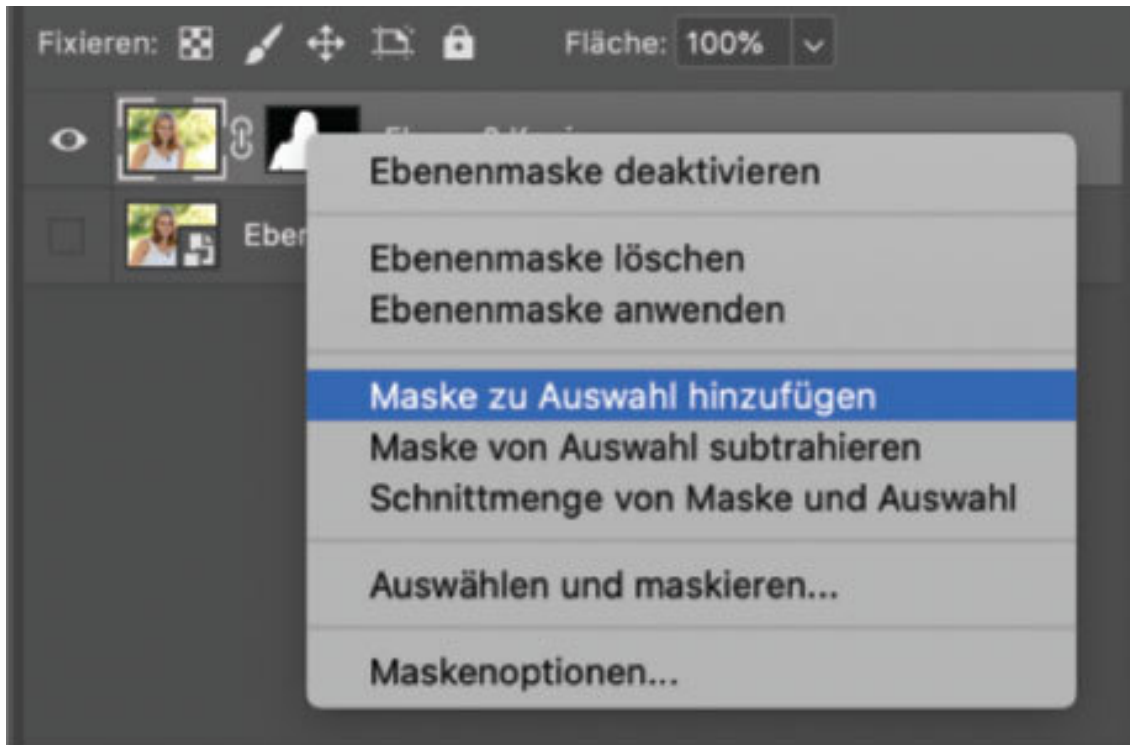 Fixieren: Fläche: 100%
Ebenenmaske deaktivieren
Eben
Ebenenmaske löschen
Ebenenmaske anwenden
Maske zu Auswahl hinzufügen
Maske von Auswahl subtrahieren
Schnittmenge von Maske und Auswahl
Auswählen und maskieren...
Maskenoptionen...